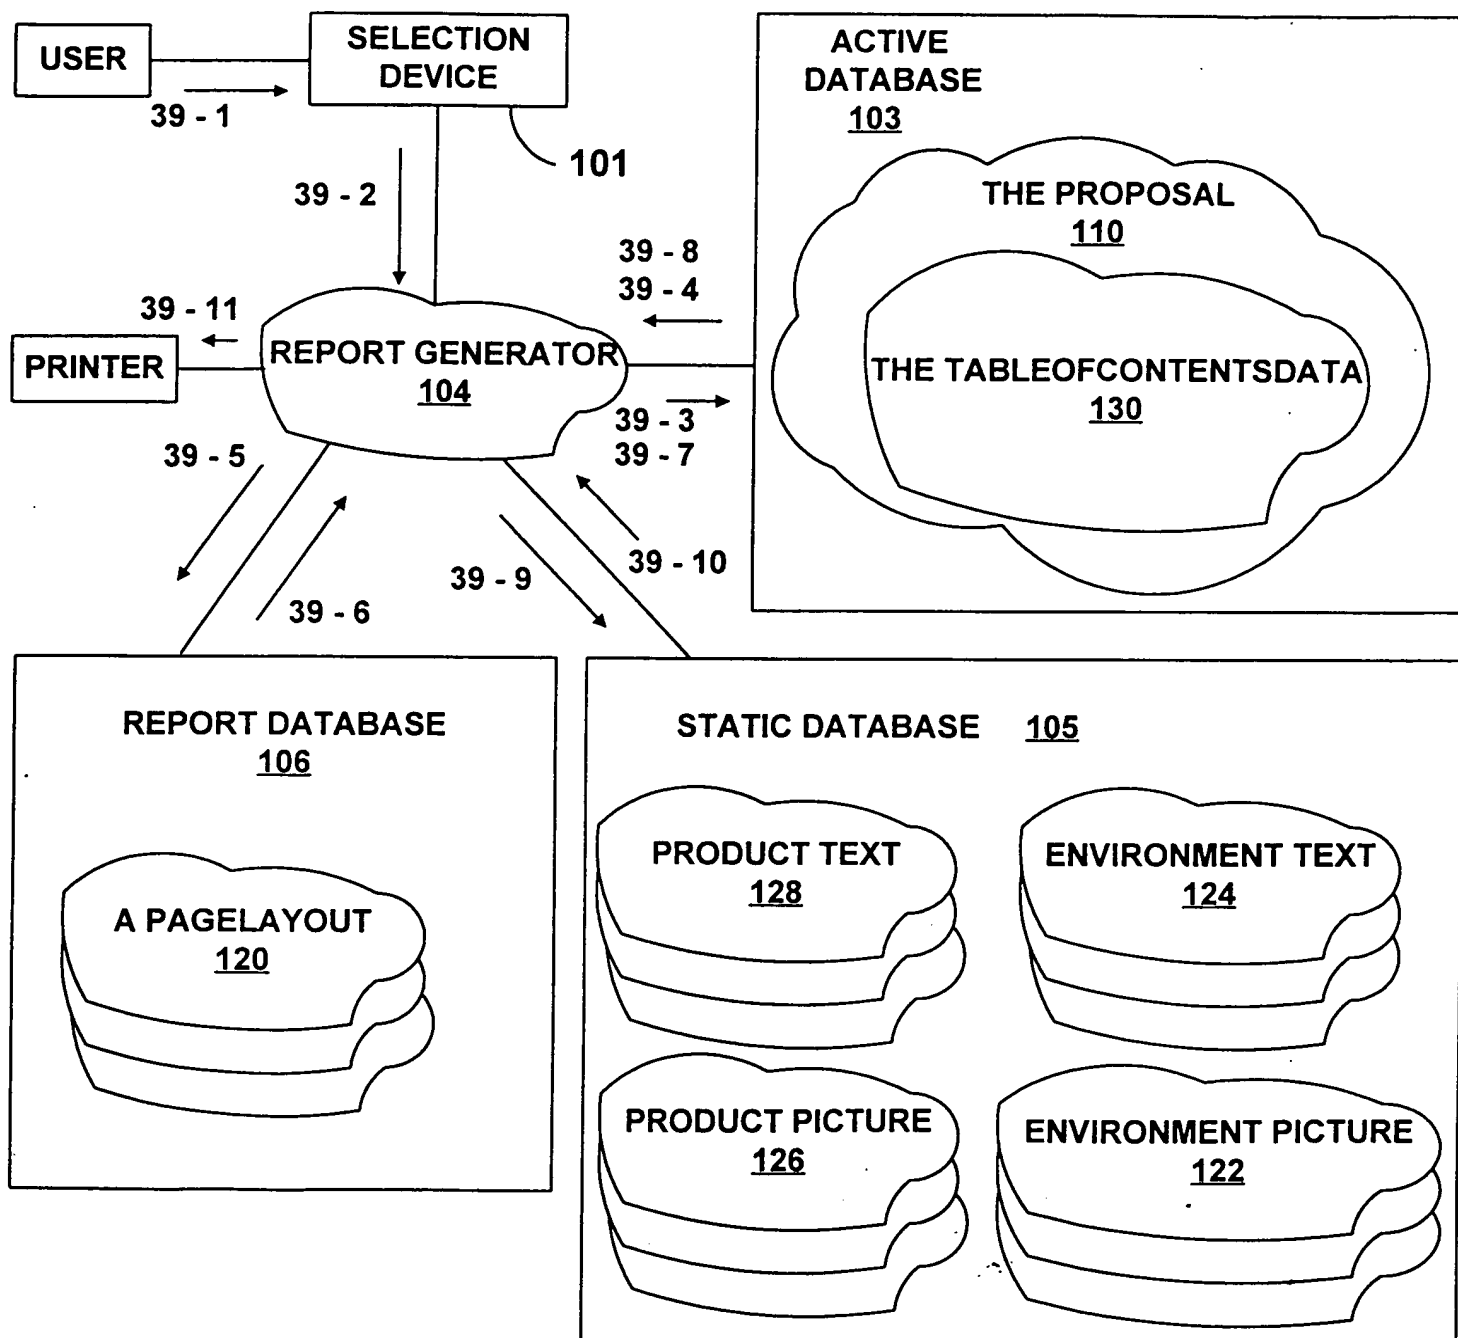 USER
SELECTION
DEVICE
39 - 1
101
39 - 2
ACTIVE
DATABASE
103
THE PROPOSAL
110
THE TABLEOFCONTENTSDATA
130
39 - 8
39 - 4
39 - 11
PRINTER
REPORT GENERATOR
104
39 - 3
39 - 7
39 - 5
39 - 6
39 - 9
39 - 10
REPORT DATABASE
106
A PAGELAYOUT
120
STATIC DATABASE 105
PRODUCT TEXT
128
ENVIRONMENT TEXT
124
PRODUCT PICTURE
126
ENVIRONMENT PICTURE
122